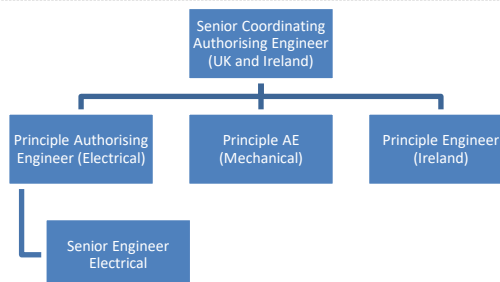 Senior Coordinating
Authorising Engineer
(UK and Ireland)
Principle Authorising
Engineer (Electrical)
Principle AE
(Mechanical)
Principle Engineer
(Ireland)
Senior Engineer
Electrical